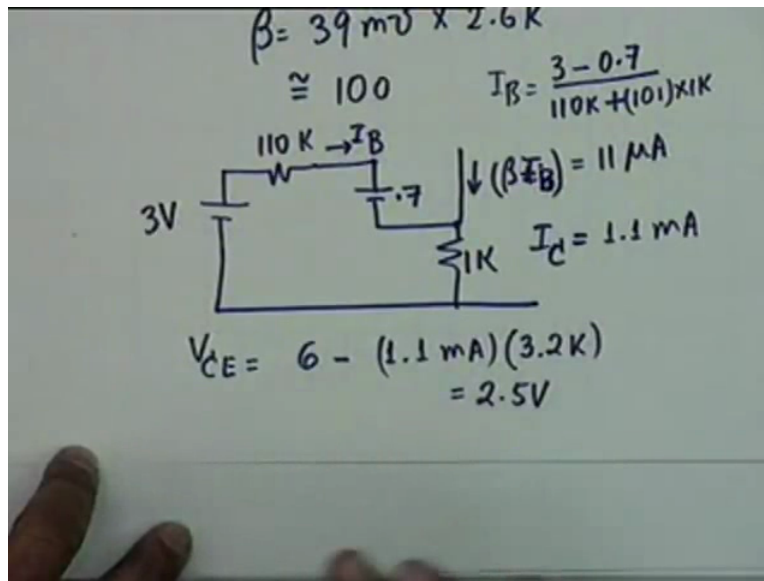 β = 39 m℧ × 2.6K
≅ 100
I_B = (3 - 0.7) / (110K + (101)×1K)
110 K → I_B
↓ (βI_B) = 11 μA
.7
3V
1K
I_C = 1.1 mA
V_CE = 6 - (1.1 mA)(3.2K)
= 2.5V